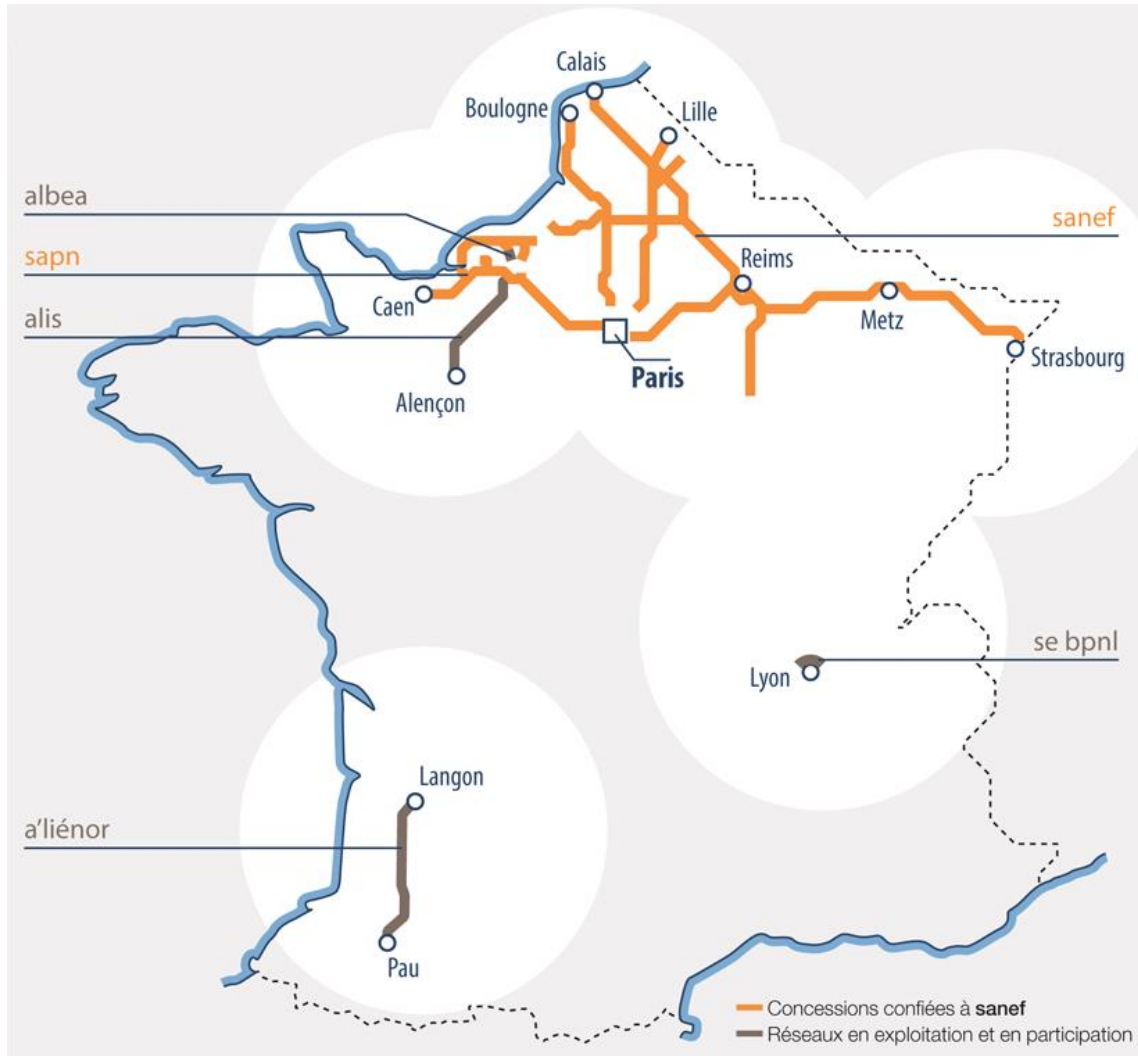 Calais
Boulogne
Lille
albea
sanef
sapn
Reims
Caen
Metz
alis
Strasbourg
Paris
Alençon
se bpnl
Lyon
Langon
a'liénor
Pau
Concessions confiées à sanef
Réseaux en exploitation et en participation